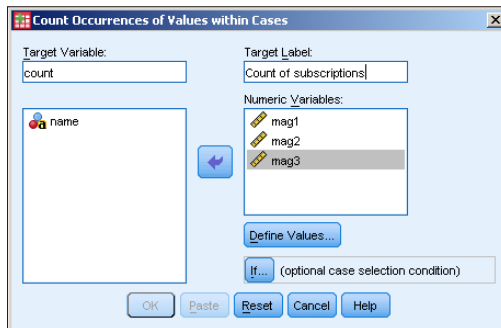 Count Occurrences of Values within Cases
Target Variable:
Target Label:
count
Count of subscriptions
Numeric Variables:
name
mag1
mag2
mag3
Define Values...
If... (optional case selection condition)
OK Paste Reset Cancel Help